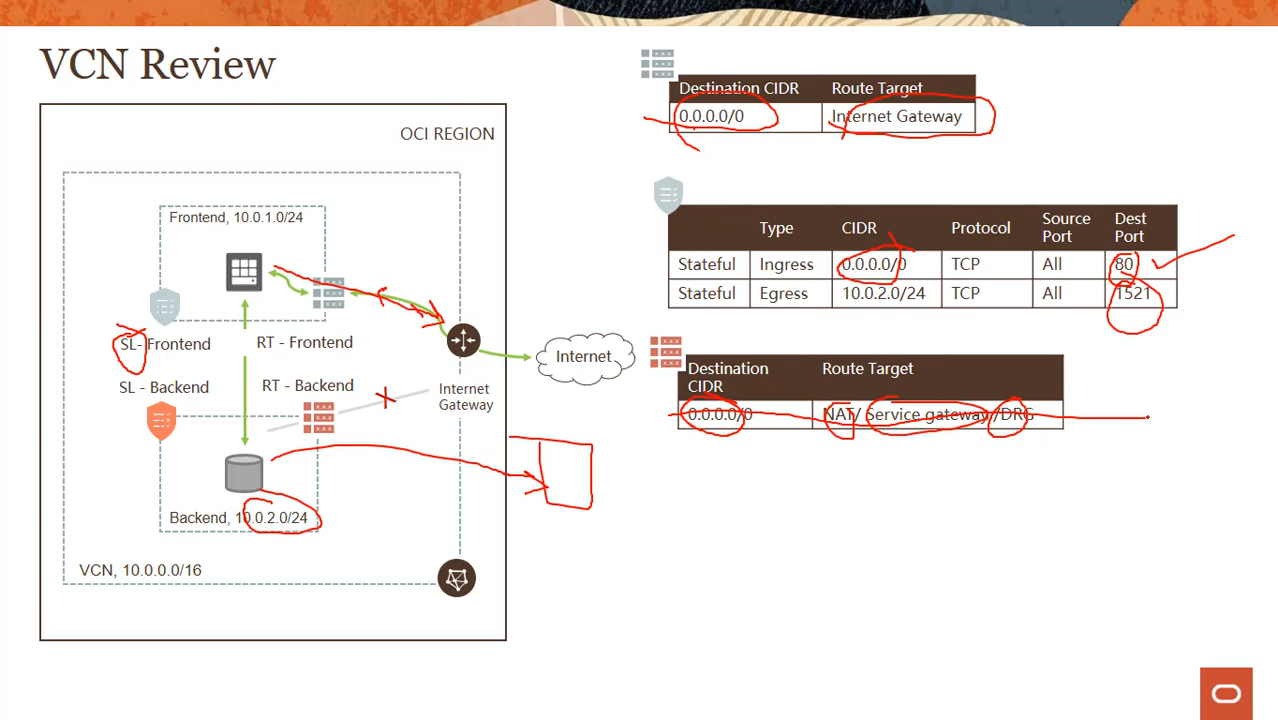 VCN Review
OCI REGION
Frontend, 10.0.1.0/24
SL- Frontend
RT - Frontend
SL - Backend
RT - Backend
Internet
Gateway
Internet
Backend, 10.0.2.0/24
VCN, 10.0.0.0/16
Destination CIDR Route Target
0.0.0.0/0 Internet Gateway
Type CIDR Protocol Source Port Dest Port
Stateful Ingress 0.0.0.0/0 TCP All 80
Stateful Egress 10.0.2.0/24 TCP All 1521
Destination CIDR Route Target
0.0.0.0/0 NAT/ Service gateway /DRG